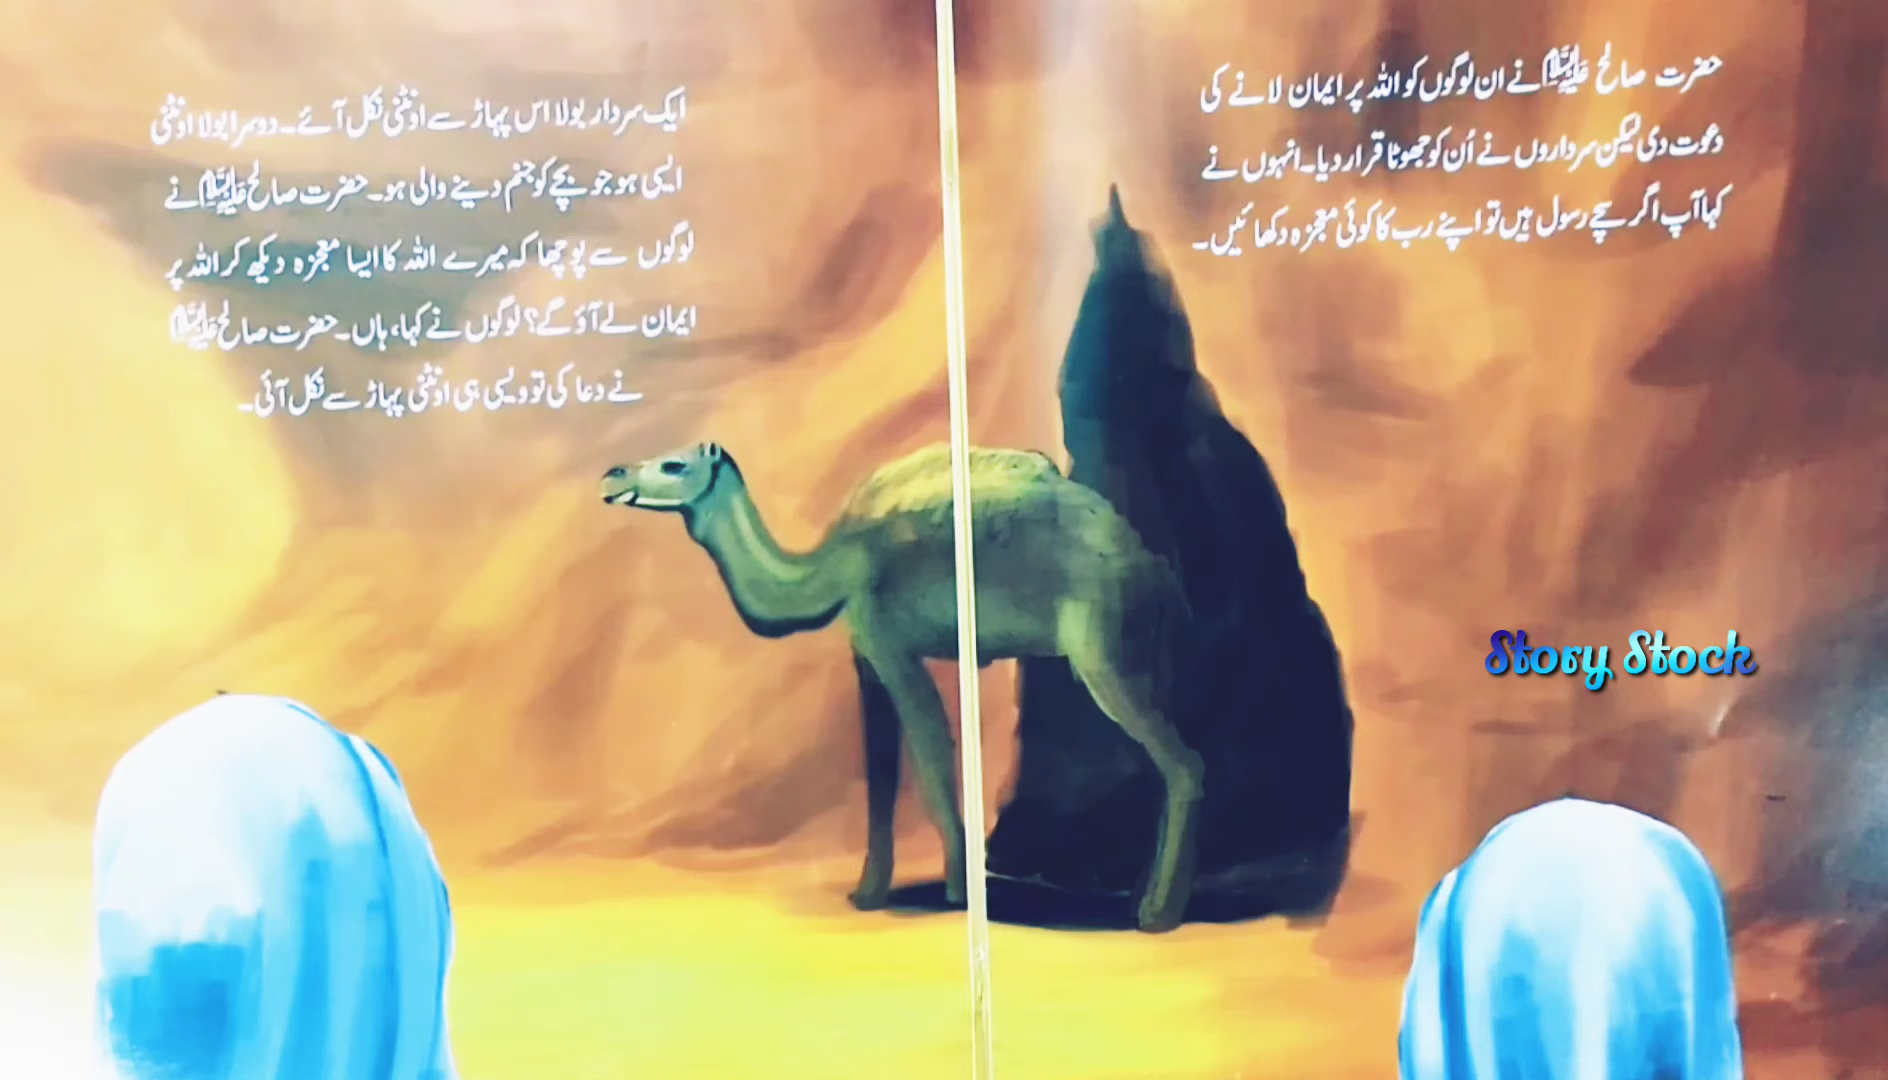 حضرت صالح علیہ السلام نے ان لوگوں کو اللہ پر ایمان لانے کی
دعوت دی لیکن سرداروں نے اُن کو جھوٹا قرار دیا۔ انہوں نے
کہا آپ اگر سچے رسول ہیں تو اپنے رب کا کوئی معجزہ دکھائیں۔
ایک سردار بولا اس پہاڑ سے اونٹنی نکل آئے۔ دوسرا بولا اونٹنی
ایسی ہو جو بچے کو جنم دینے والی ہو۔ حضرت صالح علیہ السلام نے
لوگوں سے پوچھا کہ میرے اللہ کا ایسا معجزہ دیکھ کر اللہ پر
ایمان لے آؤ گے؟ لوگوں نے کہا، ہاں۔ حضرت صالح علیہ السلام
نے دعا کی تو ویسی ہی اونٹنی پہاڑ سے نکل آئی۔
Story Stock